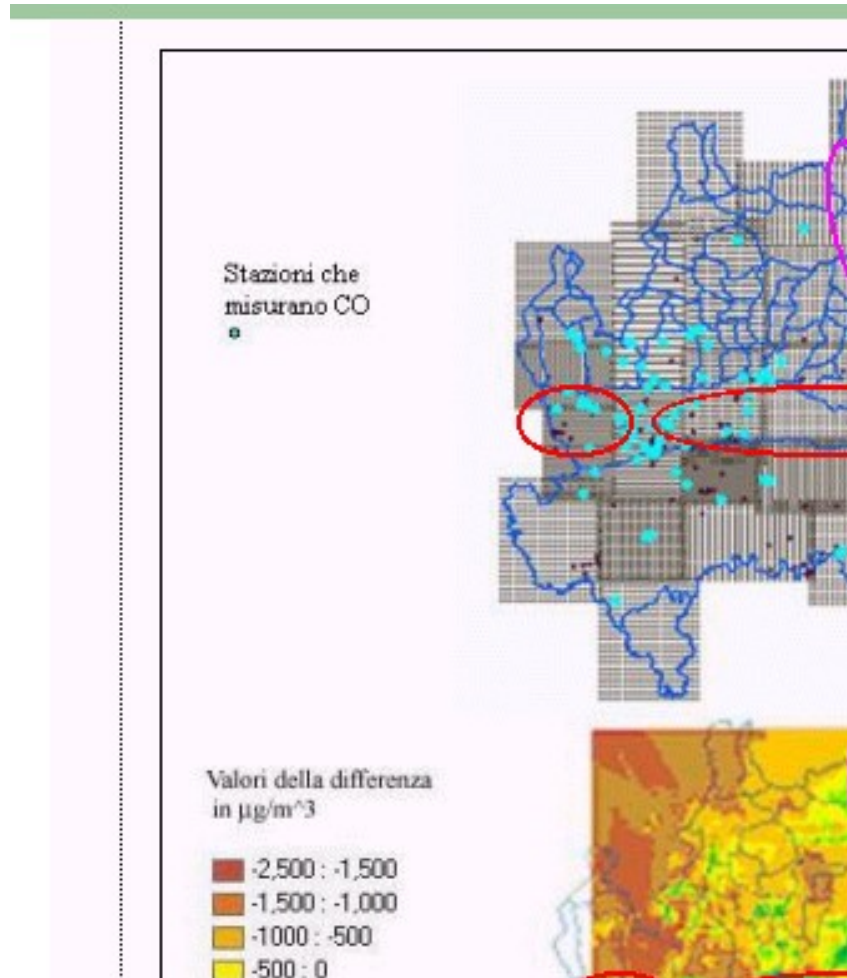 Stazioni che
misurano CO
Valori della differenza
in µg/m^3
-2,500 : -1,500
-1,500 : -1,000
-1000 : -500
-500 : 0